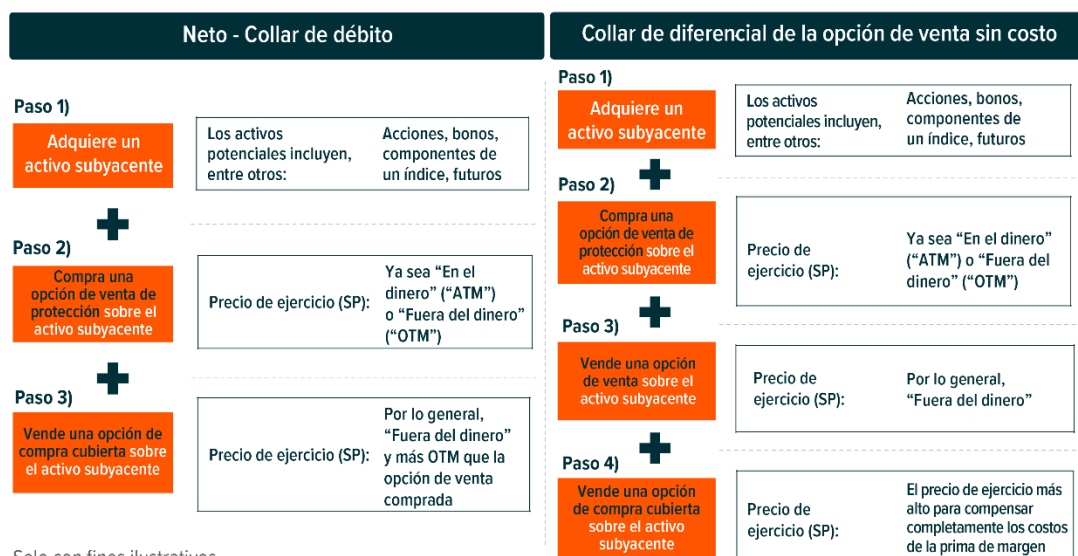 Neto - Collar de débito
Paso 1)
Adquiere un
activo subyacente
Los activos
potenciales incluyen,
entre otros:
Acciones, bonos,
componentes de
un índice, futuros
Paso 2)
Compra una
opción de venta de
protección sobre el
activo subyacente
Precio de ejercicio (SP):
Ya sea “En el
dinero” (“ATM”)
o “Fuera del dinero”
(“OTM”)
Paso 3)
Vende una opción de
compra cubierta sobre
el activo subyacente
Precio de ejercicio (SP):
Por lo general,
“Fuera del dinero”
y más OTM que la
opción de venta
comprada
Solo con fines ilustrativos
Collar de diferencial de la opción de venta sin costo
Paso 1)
Adquiere un
activo subyacente
Los activos
potenciales incluyen,
entre otros:
Acciones, bonos,
componentes de
un índice, futuros
Paso 2)
Compra una
opción de venta de
protección sobre el
activo subyacente
Precio de
ejercicio (SP):
Ya sea “En el dinero”
(“ATM”) o “Fuera del
dinero” (“OTM”)
Paso 3)
Vende una opción
de venta sobre el
activo subyacente
Precio de
ejercicio (SP):
Por lo general,
“Fuera del dinero”
Paso 4)
Vende una opción
de compra cubierta
sobre el activo
subyacente
Precio de
ejercicio (SP):
El precio de ejercicio más
alto para compensar
completamente los costos
de la prima de margen